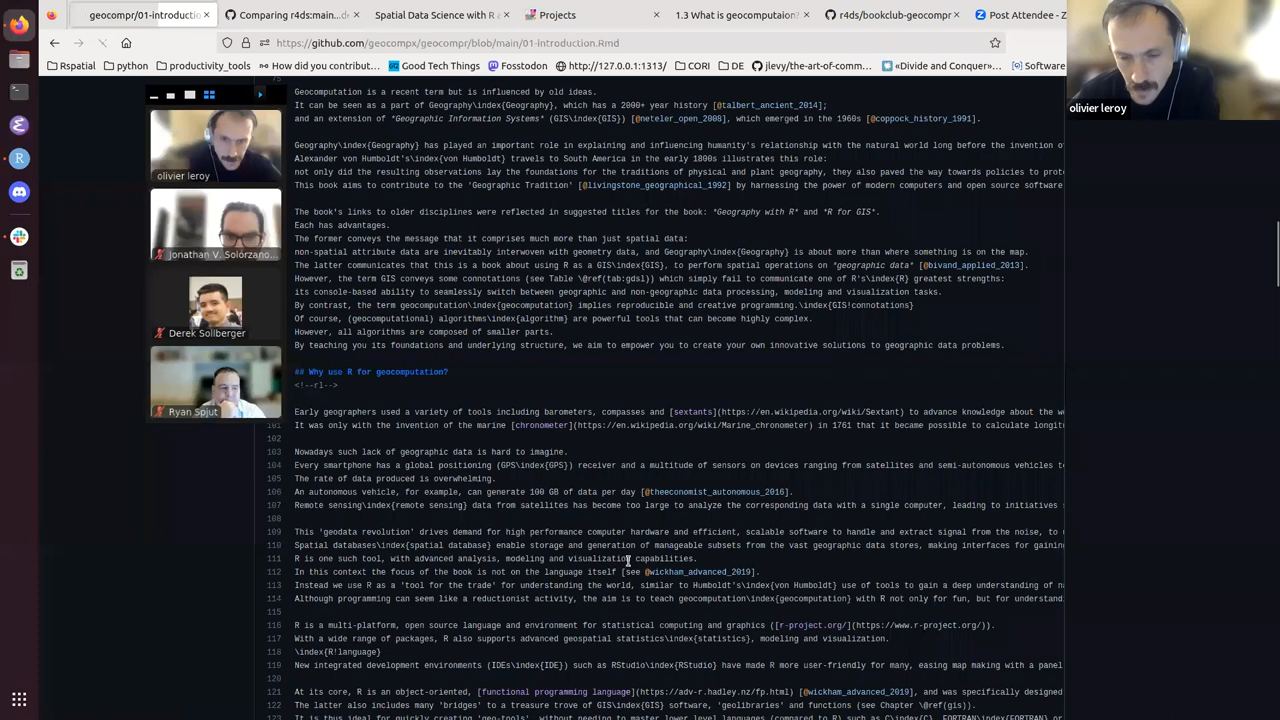 geocompr/01-introductio
Comparing r4ds:main...d
Spatial Data Science with R a
Projects
1.3 What is geocomputaion?
r4ds/bookclub-geocompr
Post Attendee - Z
https://github.com/geocompx/geocompr/blob/main/01-introduction.Rmd
Rspatial
python
productivity_tools
How did you contribut...
Good Tech Things
Fosstodon
http://127.0.0.1:1313/
CORI
DE
jlevy/the-art-of-comm...
«Divide and Conquer»...
[Software
olivier leroy
olivier leroy
Jonathan V. Solórzano...
Derek Sollberger
Ryan Spjut
75
Geocomputation is a recent term but is influenced by old ideas.
It can be seen as a part of Geography\index{Geography}, which has a 2000+ year history [@talbert_ancient_2014];
and an extension of *Geographic Information Systems* (GIS\index{GIS}) [@neteler_open_2008], which emerged in the 1960s [@coppock_history_1991].
Geography\index{Geography} has played an important role in explaining and influencing humanity's relationship with the natural world long before the invention of
Alexander von Humboldt's\index{von Humboldt} travels to South America in the early 1800s illustrates this role:
not only did the resulting observations lay the foundations for the traditions of physical and plant geography, they also paved the way towards policies to prot
This book aims to contribute to the 'Geographic Tradition' [@livingstone_geographical_1992] by harnessing the power of modern computers and open source software
The book's links to older disciplines were reflected in suggested titles for the book: *Geography with R* and *R for GIS*.
Each has advantages.
The former conveys the message that it comprises much more than just spatial data:
non-spatial attribute data are inevitably interwoven with geometry data, and Geography\index{Geography} is about more than where something is on the map.
The latter communicates that this is a book about using R as a GIS\index{GIS}, to perform spatial operations on *geographic data* [@bivand_applied_2013].
However, the term GIS conveys some connotations (see Table \@ref(tab:gdsl)) which simply fail to communicate one of R's\index{R} greatest strengths:
its console-based ability to seamlessly switch between geographic and non-geographic data processing, modeling and visualization tasks.
By contrast, the term geocomputation\index{geocomputation} implies reproducible and creative programming.\index{GIS!connotations}
Of course, (geocomputational) algorithms\index{algorithm} are powerful tools that can become highly complex.
However, all algorithms are composed of smaller parts.
By teaching you its foundations and underlying structure, we aim to empower you to create your own innovative solutions to geographic data problems.
## Why use R for geocomputation?
<!--rl-->
Early geographers used a variety of tools including barometers, compasses and [sextants](https://en.wikipedia.org/wiki/Sextant) to advance knowledge about the wo
101 It was only with the invention of the marine [chronometer](https://en.wikipedia.org/wiki/Marine_chronometer) in 1761 that it became possible to calculate longit
102
103 Nowadays such lack of geographic data is hard to imagine.
104 Every smartphone has a global positioning (GPS\index{GPS}) receiver and a multitude of sensors on devices ranging from satellites and semi-autonomous vehicles t
105 The rate of data produced is overwhelming.
106 An autonomous vehicle, for example, can generate 100 GB of data per day [@theeconomist_autonomous_2016].
107 Remote sensing\index{remote sensing} data from satellites has become too large to analyze the corresponding data with a single computer, leading to initiatives
108
109 This 'geodata revolution' drives demand for high performance computer hardware and efficient, scalable software to handle and extract signal from the noise, to
110 Spatial databases\index{spatial database} enable storage and generation of manageable subsets from the vast geographic data stores, making interfaces for gainin
111 R is one such tool, with advanced analysis, modeling and visualization capabilities.
112 In this context the focus of the book is not on the language itself [see @wickham_advanced_2019].
113 Instead we use R as a 'tool for the trade' for understanding the world, similar to Humboldt's\index{von Humboldt} use of tools to gain a deep understanding of na
114 Although programming can seem like a reductionist activity, the aim is to teach geocomputation\index{geocomputation} with R not only for fun, but for understand
116 R is a multi-platform, open source language and environment for statistical computing and graphics ([r-project.org/](https://www.r-project.org/)).
117 With a wide range of packages, R also supports advanced geospatial statistics\index{statistics}, modeling and visualization.
118 \index{R!language}
119 New integrated development environments (IDEs\index{IDE}) such as RStudio\index{RStudio} have made R more user-friendly for many, easing map making with a panel
121 At its core, R is an object-oriented, [functional programming language](https://adv-r.hadley.nz/fp.html) [@wickham_advanced_2019], and was specifically designed
122 The latter also includes many 'bridges' to a treasure trove of GIS\index{GIS} software, 'geolibraries' and functions (see Chapter \@ref(gis)).
123 It is thus ideal for quickly creating 'geo-tools', without needing to master lower level languages (compared to R) such as C\index{C}, FORTRAN\index{FORTRAN} or